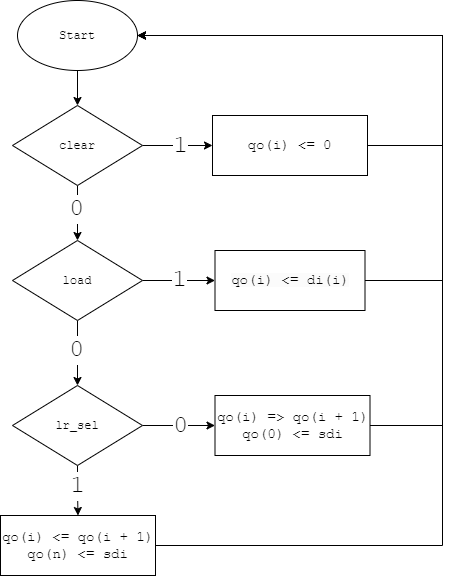 Start
clear
1
qo(i) <= 0
0
load
1
qo(i) <= di(i)
0
lr_sel
0
qo(i) => qo(i + 1)
qo(0) <= sdi
1
qo(i) <= qo(i + 1)
qo(n) <= sdi